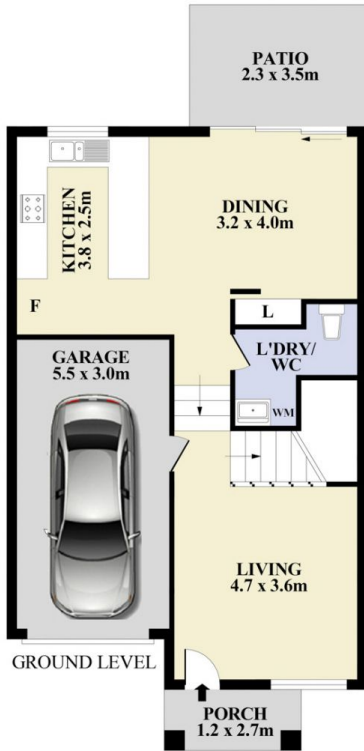 PATIO
2.3 x 3.5m
KITCHEN
3.8 x 2.5m
DINING
3.2 x 4.0m
F
L
L'DRY/
WC
WM
GARAGE
5.5 x 3.0m
LIVING
4.7 x 3.6m
GROUND LEVEL
PORCH
1.2 x 2.7m